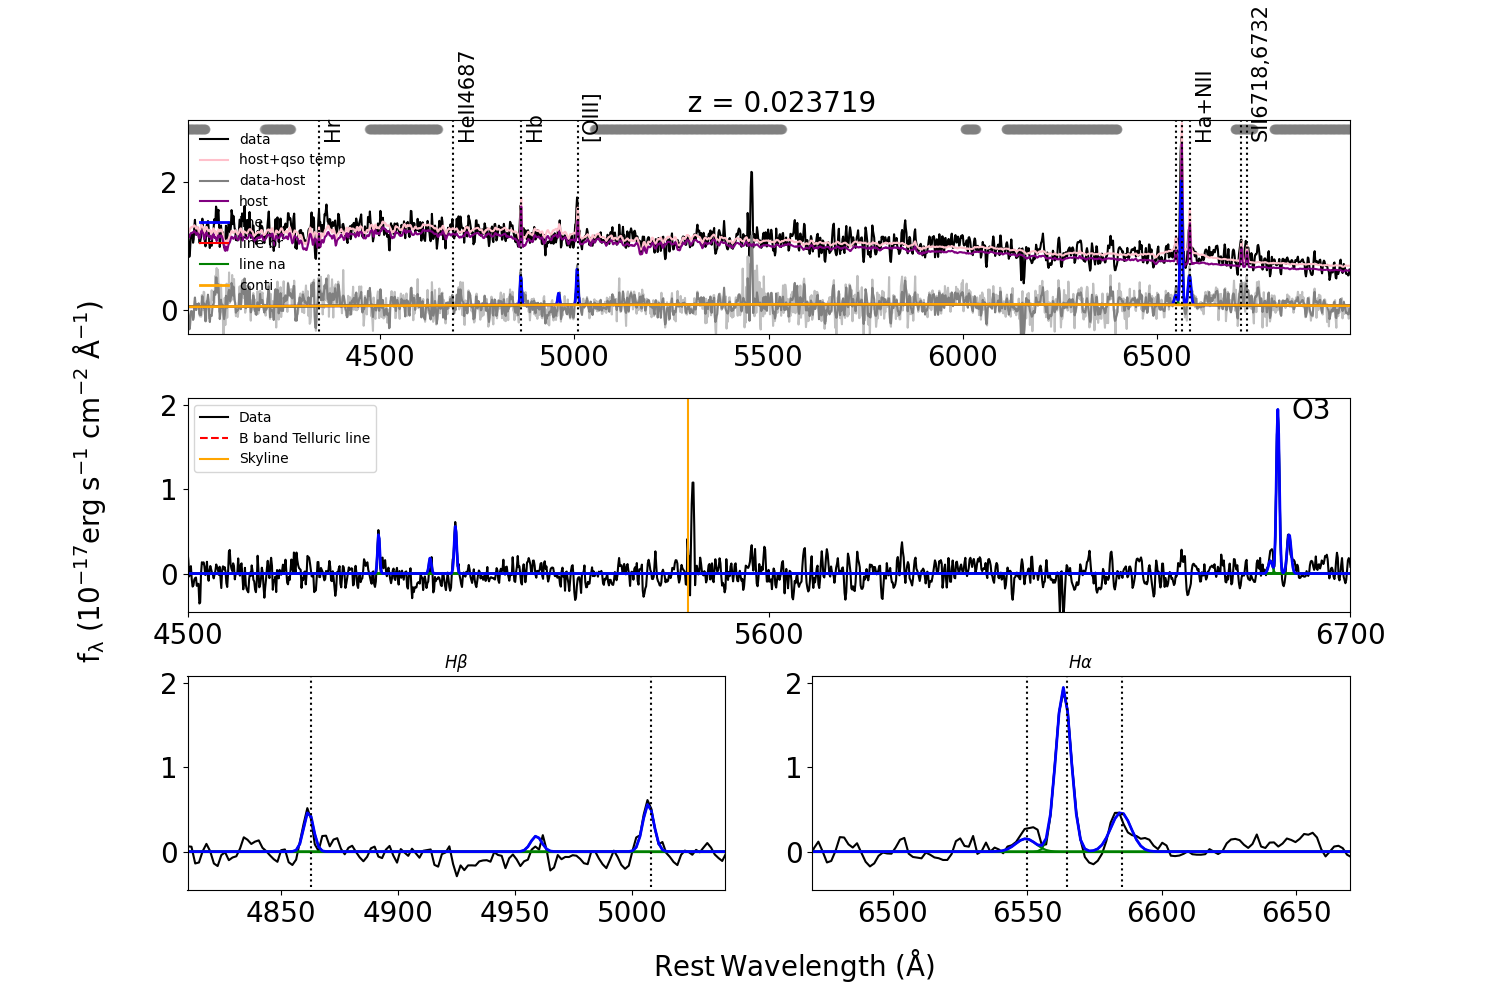 z = 0.023719
Hr
HeII4687
Hb
[OIII]
Ha+NII
SII6718,6732
data
host+qso temp
data-host
host
line br
line na
conti
2
0
4500 5000 5500 6000 6500
fλ (10⁻¹⁷erg s⁻¹ cm⁻² Å⁻¹)
Data
B band Telluric line
Skyline
O3
2
1
0
4500 5600 6700
Hβ
2
1
0
4850 4900 4950 5000
Hα
2
1
0
6500 6550 6600 6650
Rest Wavelength (Å)